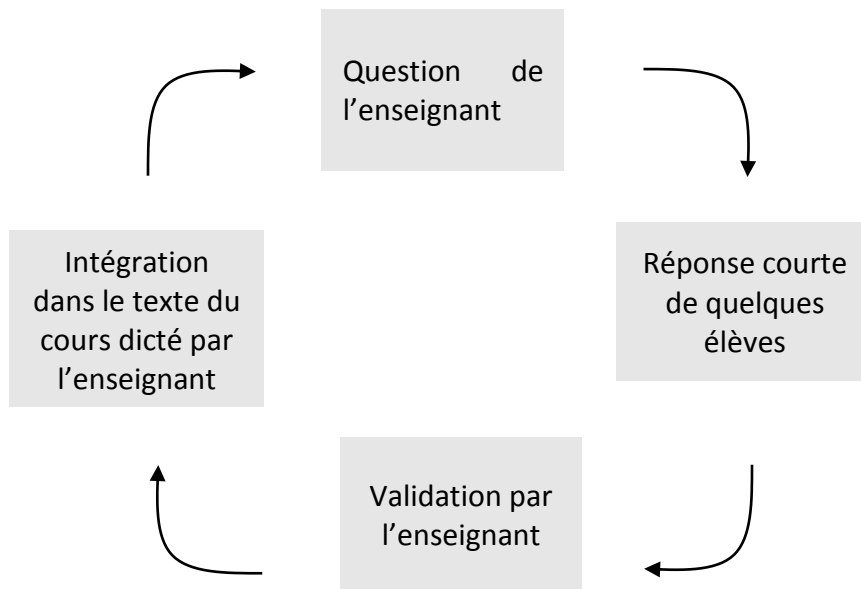 Question de
l’enseignant
Réponse courte
de quelques
élèves
Validation par
l’enseignant
Intégration
dans le texte du
cours dicté par
l’enseignant